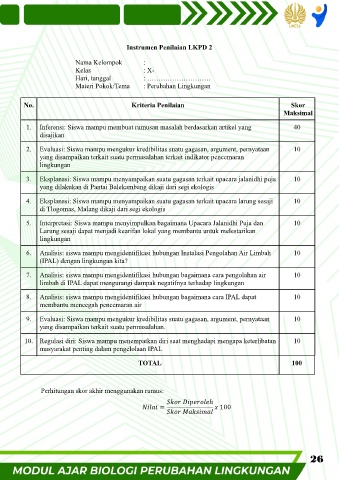 Instrumen Penilaian LKPD 2
Nama Kelompok :
Kelas : X-
Hari, tanggal : ..............................
Materi Pokok/Tema : Perubahan Lingkungan
No. Kriteria Penilaian Skor Maksimal
1. Inferensi: Siswa mampu membuat rumusan masalah berdasarkan artikel yang 40
disajikan
2. Evaluasi: Siswa mampu mengukur kredibilitas suatu gagasan, argument, pernyataan 10
yang disampaikan terkait suatu permasalahan terkait indikator pencemaran
lingkungan
3. Eksplanasi: Siswa mampu menyampaikan suatu gagasan terkait upacara jalanidhi puja 10
yang dilakukan di Pantai Balekambang dikaji dari segi ekologis
4. Eksplanasi: Siswa mampu menyampaikan suatu gagasan terkait upacara larung sesuji 10
di Tlogomas, Malang dikaji dari segi ekologis
5. Interpretasi: Siswa mampu menyimpulkan bagaimana Upacara Jalanidhi Puja dan 10
Larung sesaji dapat menjadi kearifan lokal yang membantu untuk melestarikan
lingkungan
6. Analisis: siswa mampu mengidentifikasi hubungan Instalasi Pengolahan Air Limbah 10
(IPAL) dengan lingkungan kita?
7. Analisis: siswa mampu mengidentifikasi hubungan bagaimana cara pengolahan air 10
limbah di IPAL dapat mengurangi dampak negatifnya terhadap lingkungan
8. Analisis: siswa mampu mengidentifikasi hubungan bagaimana cara IPAL dapat 10
membantu mencegah pencemaran air
9. Evaluasi: Siswa mampu mengukur kredibilitas suatu gagasan, argument, pernyataan 10
yang disampaikan terkait suatu permasalahan.
10. Regulasi diri: Siswa mampu menempatkan diri saat menghadapi mengapa keterlibatan 10
masyarakat penting dalam pengelolaan IPAL
TOTAL 100
Perhitungan skor akhir menggunakan rumus:
Nilai = Skor Diperoleh / Skor Maksimal x 100
26
MODUL AJAR BIOLOGI PERUBAHAN LINGKUNGAN